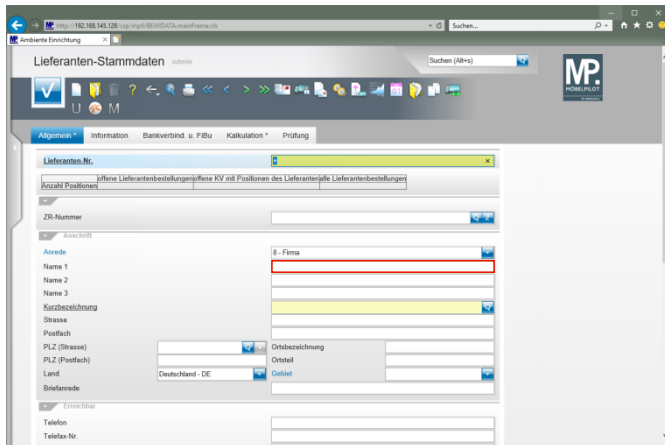 http://192.168.145.128/csp/mp6/BEWIDATA.mainFrame.cls
Suchen...
MP Ambiente Einrichtung
Lieferanten-Stammdaten admin
Suchen (Alt+s)
MP.
MÖBELPILOT
U M
Allgemein * Information Bankverbind. u. FiBu Kalkulation * Prüfung
Lieferanten-Nr. + x
offene Lieferantenbestellungen offene KV mit Positionen des Lieferanten alle Lieferantenbestellungen
Anzahl Positionen
ZR-Nummer
Anschrift
Anrede 8 - Firma
Name 1
Name 2
Name 3
Kurzbezeichnung
Strasse
Postfach
PLZ (Strasse) Ortsbezeichnung
PLZ (Postfach) Ortsteil
Land Deutschland - DE Gebiet
Briefanrede
Erreichbar
Telefon
Telefax-Nr.